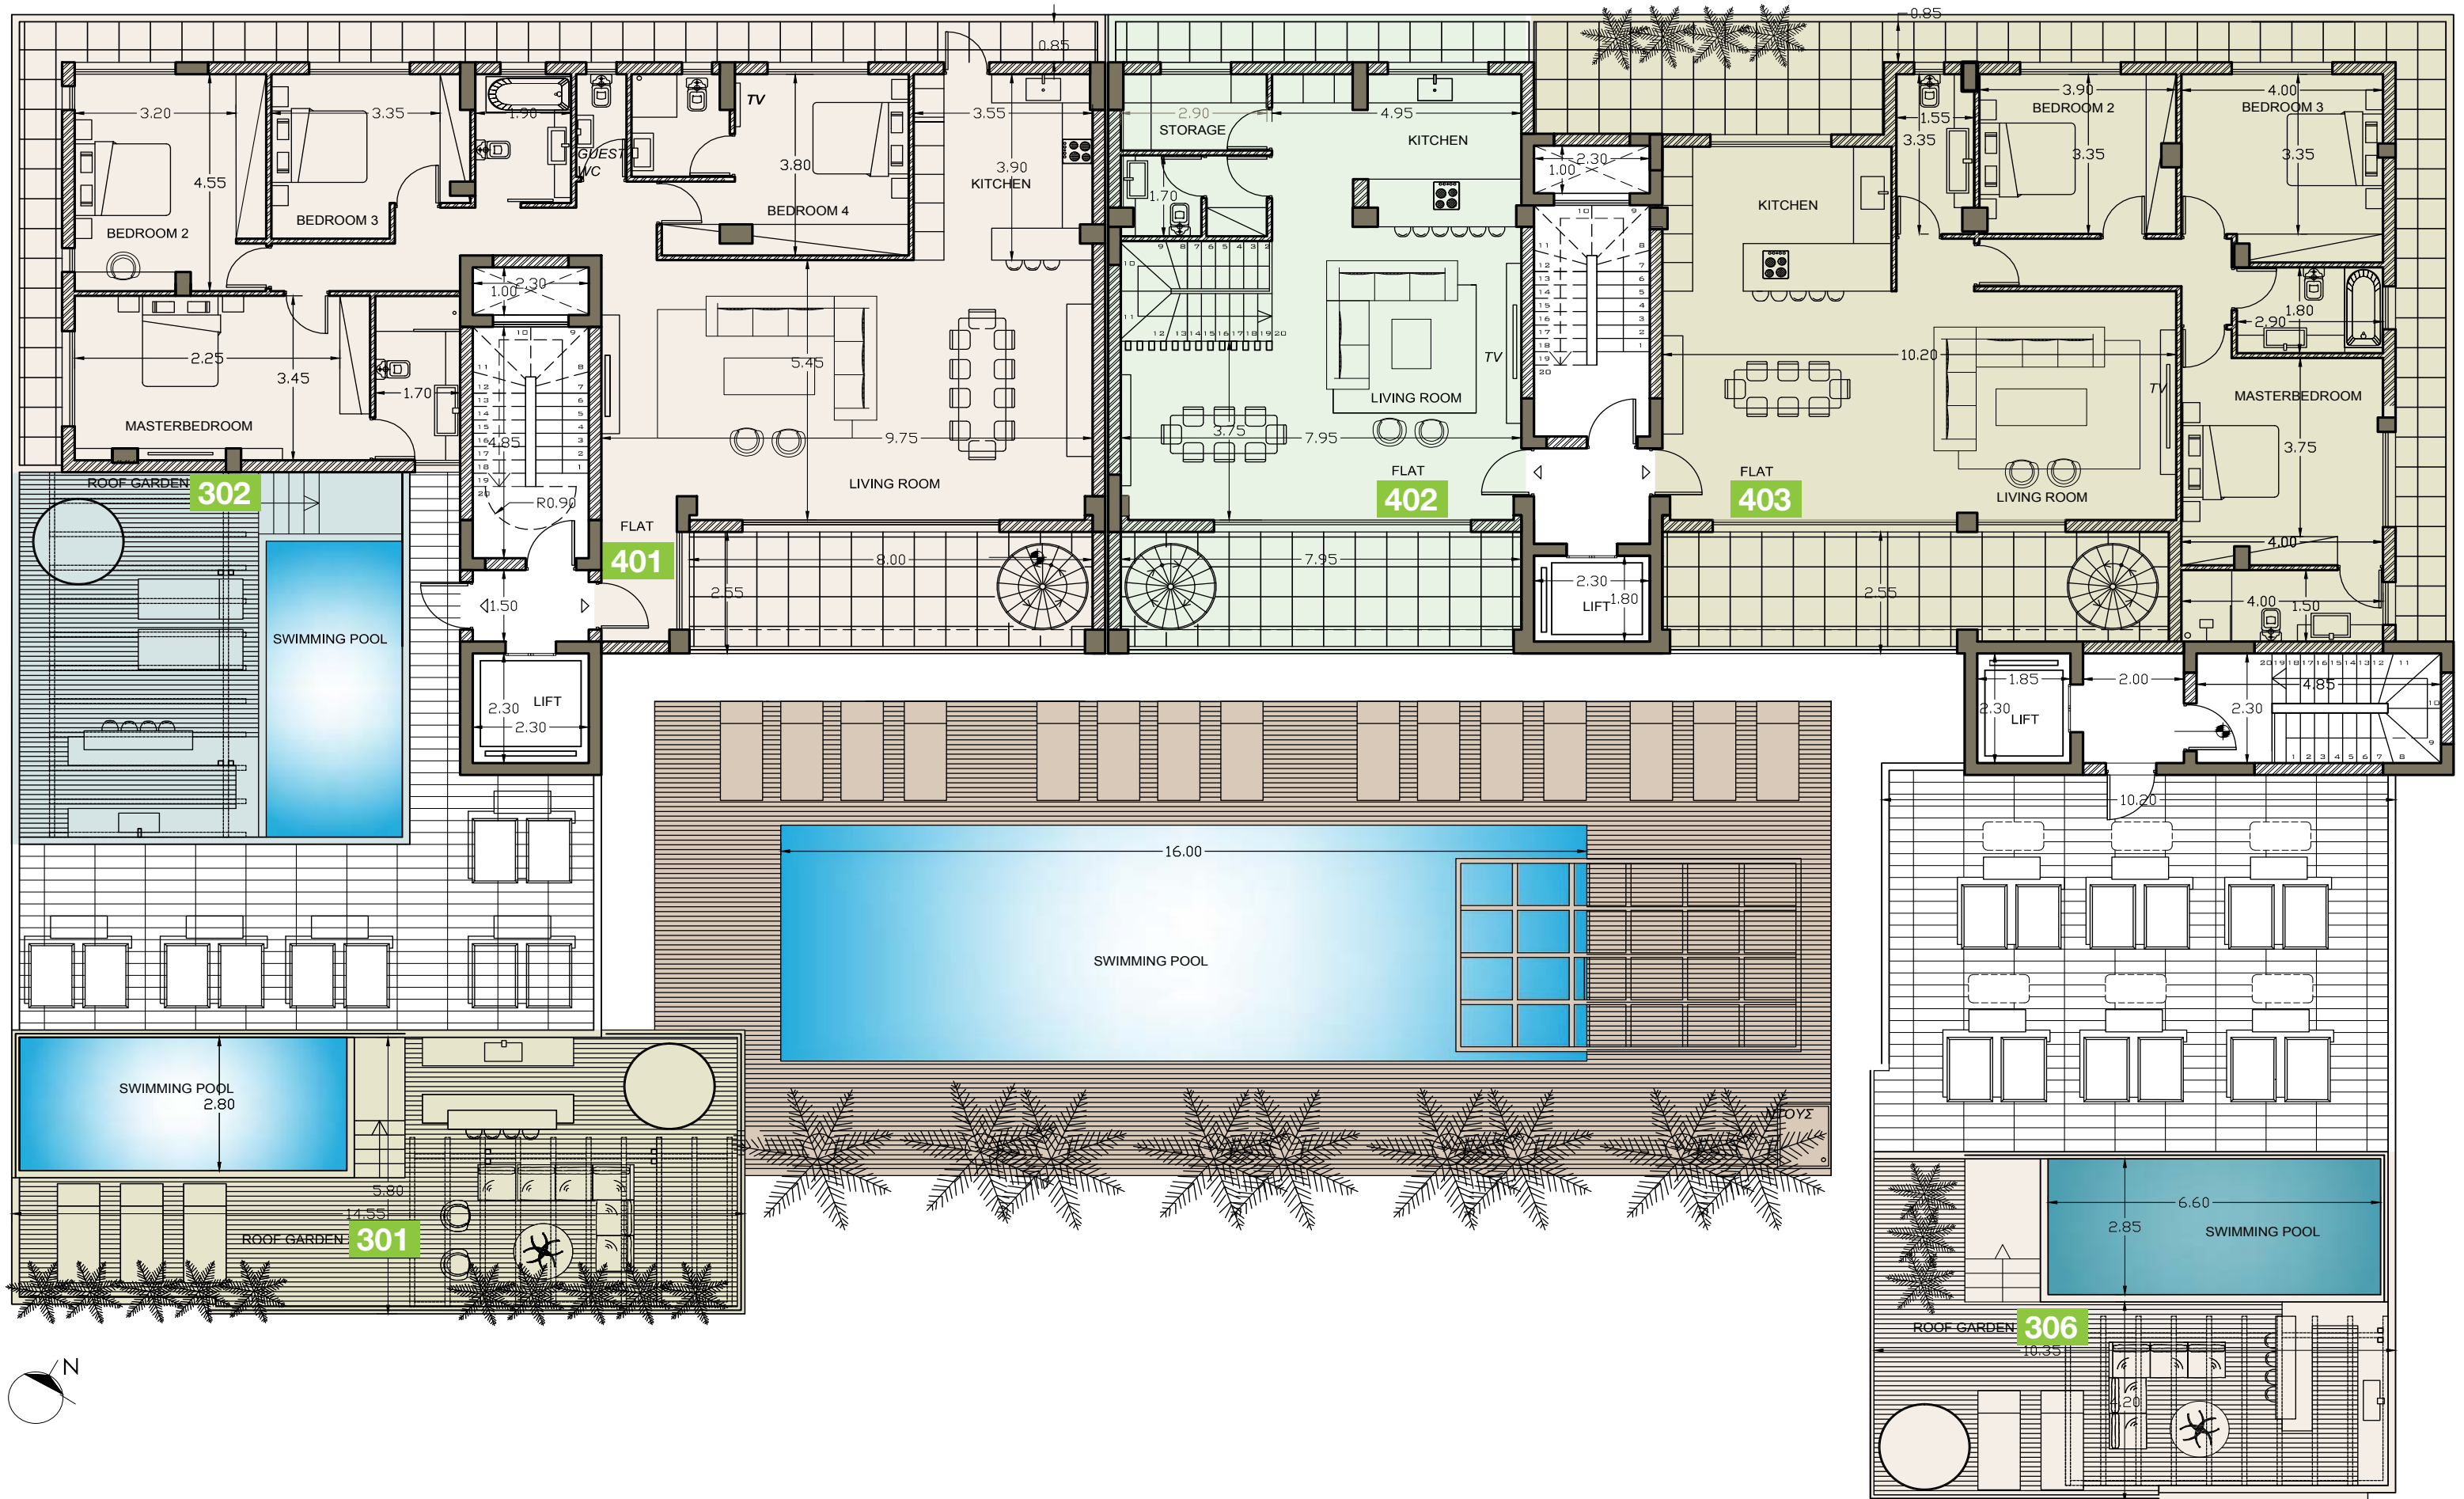 0.85
0.85
3.20
3.35
1.90
TV
3.55
2.90
4.95
1.55
3.90
4.00
STORAGE
KITCHEN
BEDROOM 2
BEDROOM 3
GUEST
WC
3.80
3.90
KITCHEN
2.30
1.00
3.35
3.35
3.35
4.55
BEDROOM 3
BEDROOM 4
1.70
KITCHEN
BEDROOM 2
2.30
1.00
5.45
1.80
2.90
2.25
3.45
1.70
TV
10.20
TV
MASTERBEDROOM
LIVING ROOM
MASTERBEDROOM
4.85
9.75
3.75
7.95
3.75
ROOF GARDEN
302
R0.90
LIVING ROOM
FLAT
402
FLAT
403
LIVING ROOM
FLAT
401
8.00
7.95
4.00
2.55
2.30
LIFT
1.80
2.55
4.00
1.50
1.50
SWIMMING POOL
2.30
LIFT
2.30
1.85
2.00
4.85
2.30
LIFT
2.30
10.20
16.00
SWIMMING POOL
SWIMMING POOL
2.80
ΝΤΟΥΣ
5.80
14.55
ROOF GARDEN
301
6.60
2.85
SWIMMING POOL
ROOF GARDEN
306
10.35
4.20
N